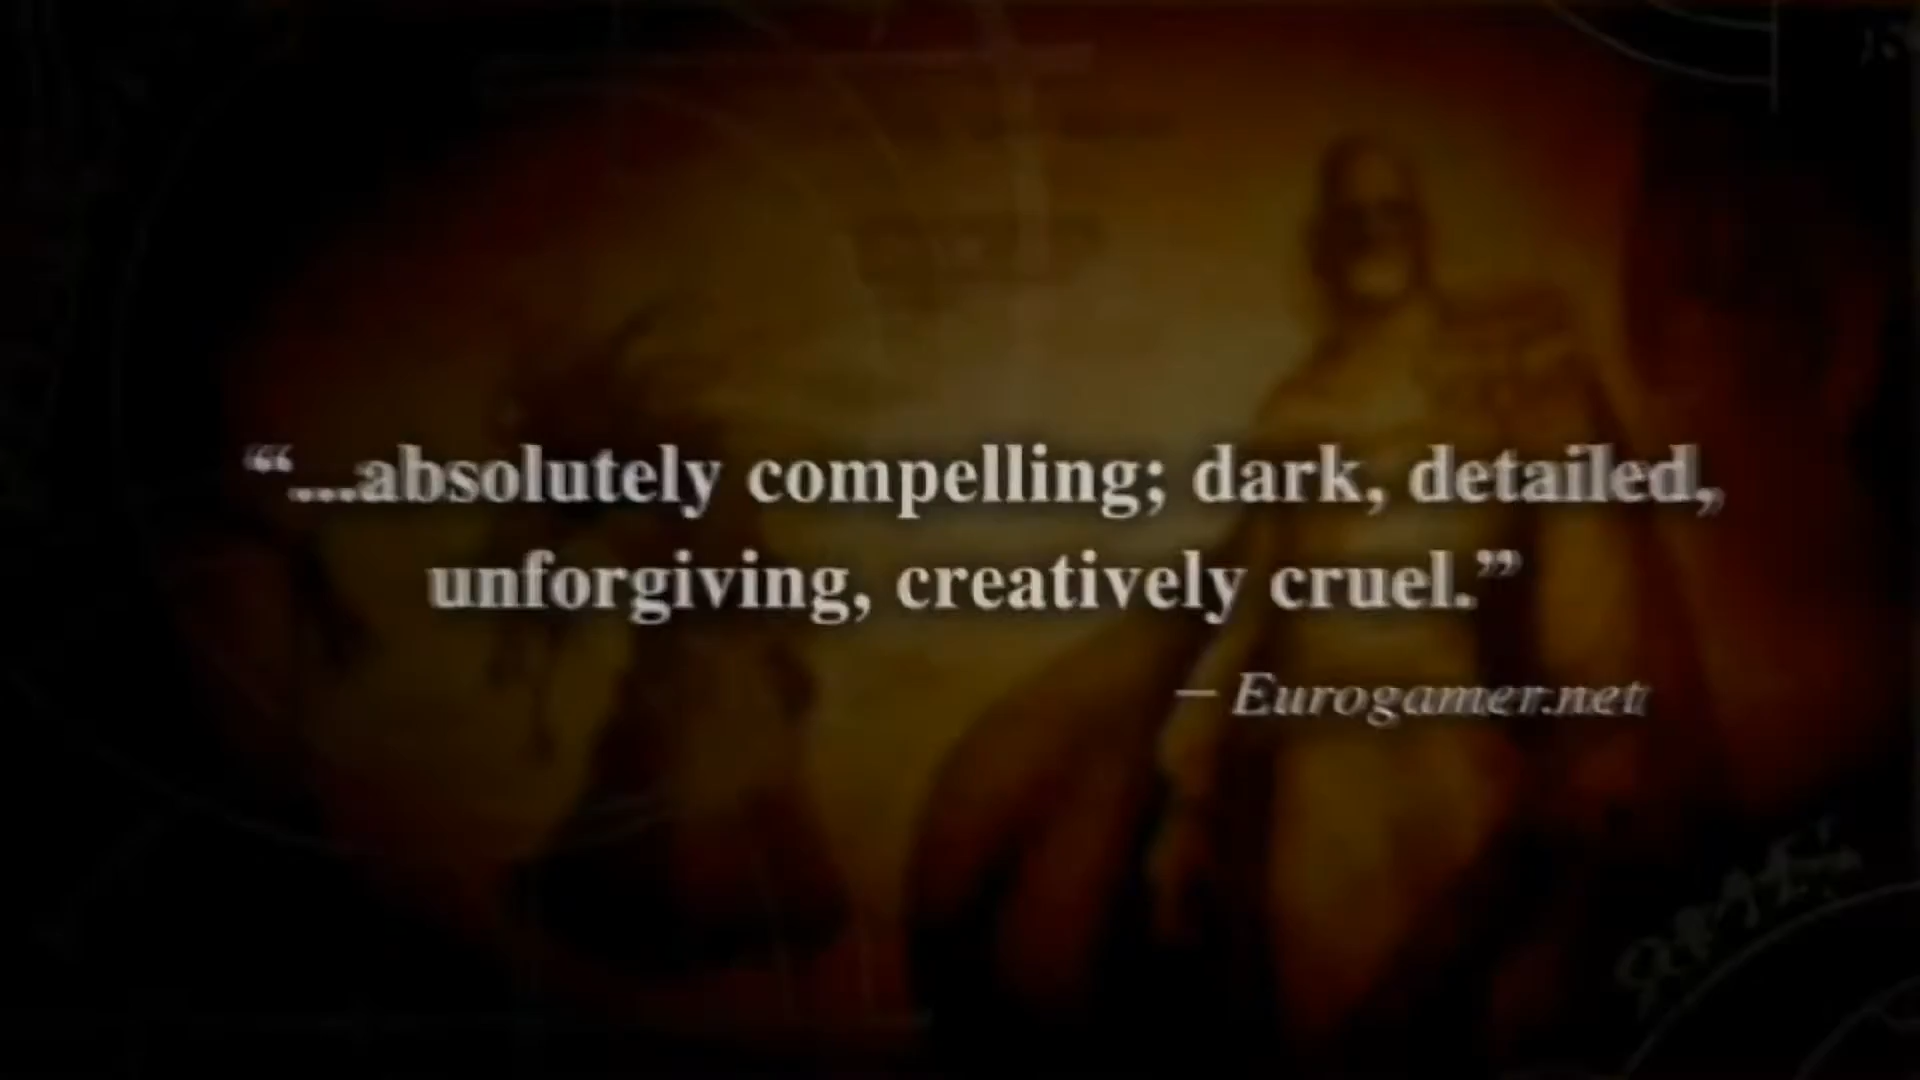 “...absolutely compelling; dark, detailed,
unforgiving, creatively cruel.”
– Eurogamer.net